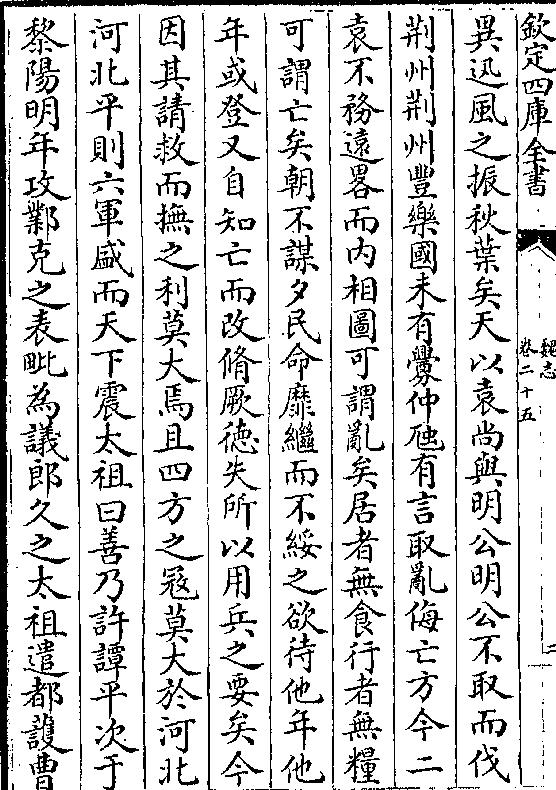 欽定四庫全書
魏志
卷二十五
二
異迅風之振秋葉矣天以袁尚與明公明公不取而伐
荆州荆州豐樂國未有釁仲虺有言取亂侮亡方今二
袁不務遠畧而内相圖可謂亂矣居者無食行者無糧
可謂亡矣朝不謀夕民命靡繼而不綏之欲待他年他
年或登又自知亡而改脩厥徳失所以用兵之要矣今
因其請救而撫之利莫大焉且四方之冦莫大於河北
河北平則六軍盛而天下震太祖曰善乃許譚平次于
黎陽明年攻鄴克之表毗為議郎久之太祖遣都護曹